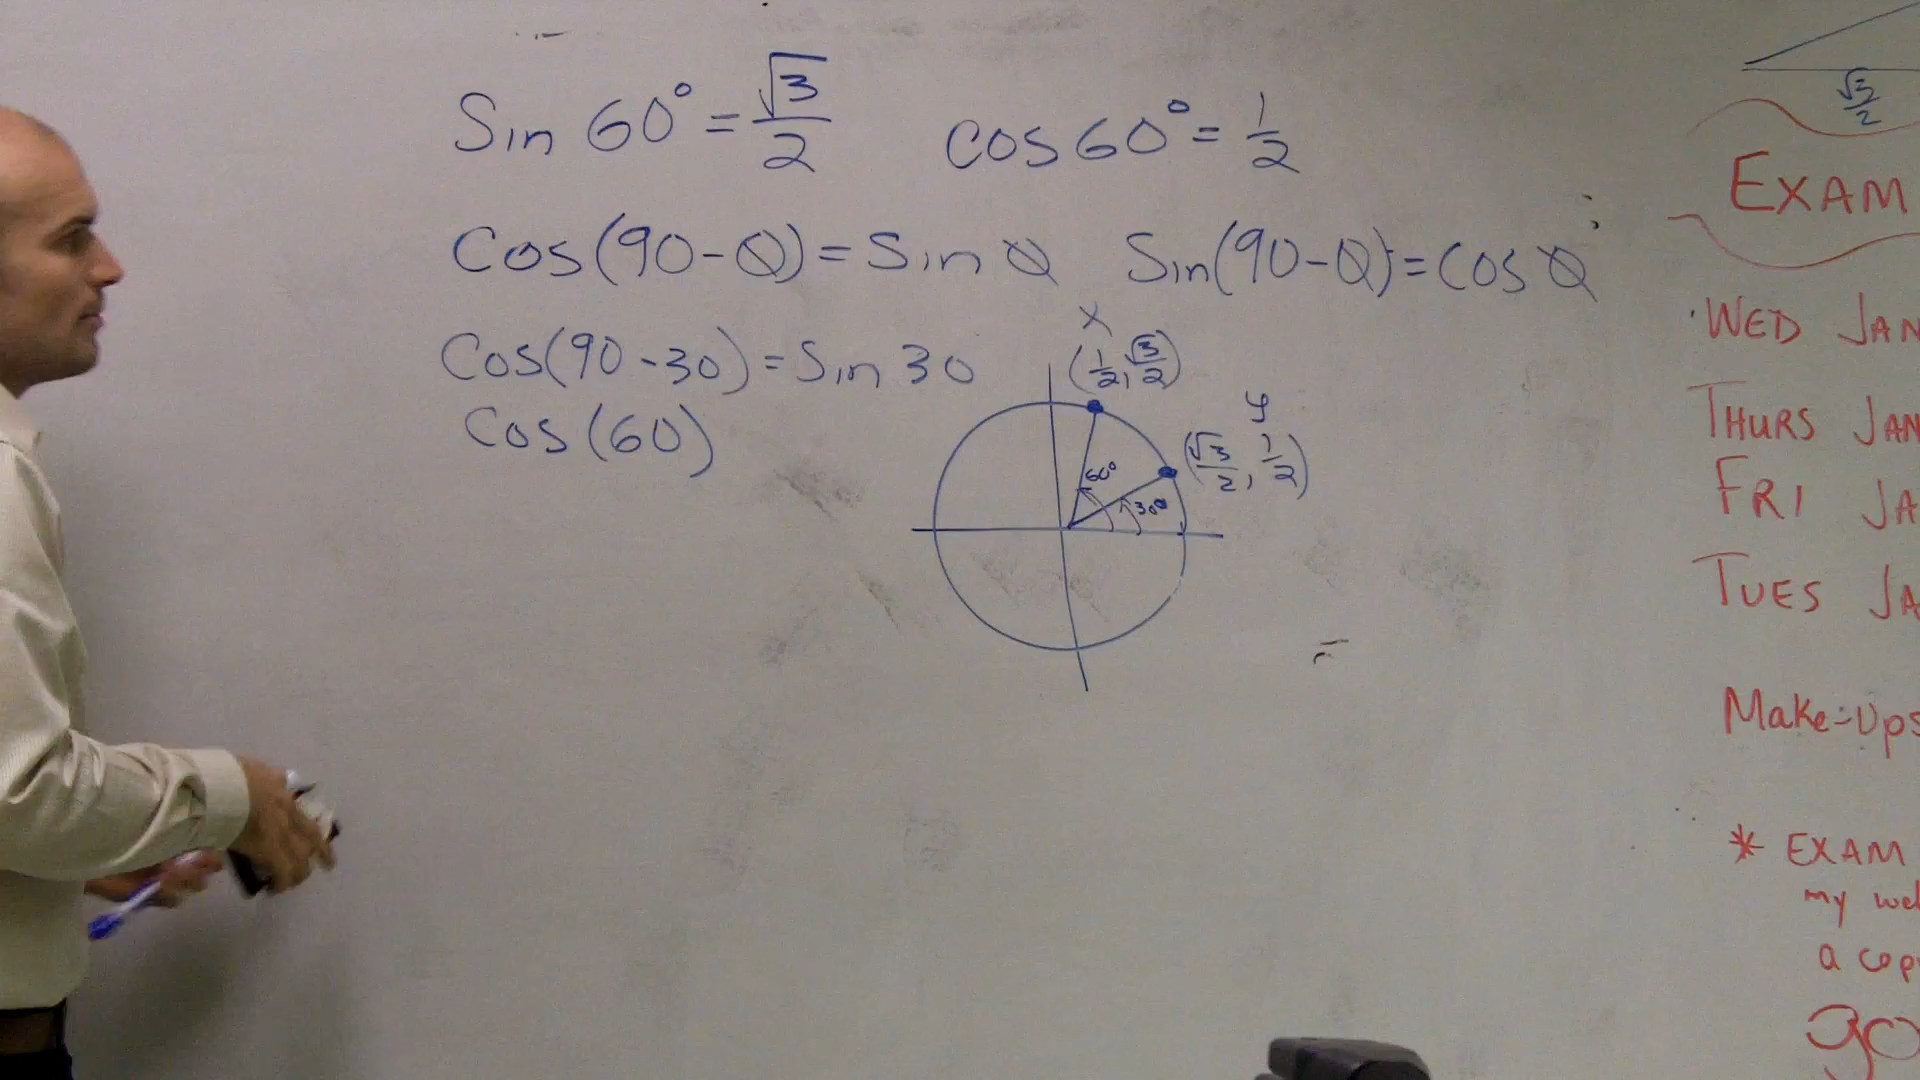 Sin 60° = √3/2   cos 60° = 1/2
Cos(90-θ) = Sin θ   Sin(90-θ) = cos θ
Cos(90-30) = Sin 30
Cos(60)
x
(1/2, √3/2)
y
(√3/2, 1/2)
60°
30°
√3/2
EXAM
WED JAN
THURS JAN
FRI JA
TUES JA
Make-Ups
* EXAM
my we
a cop